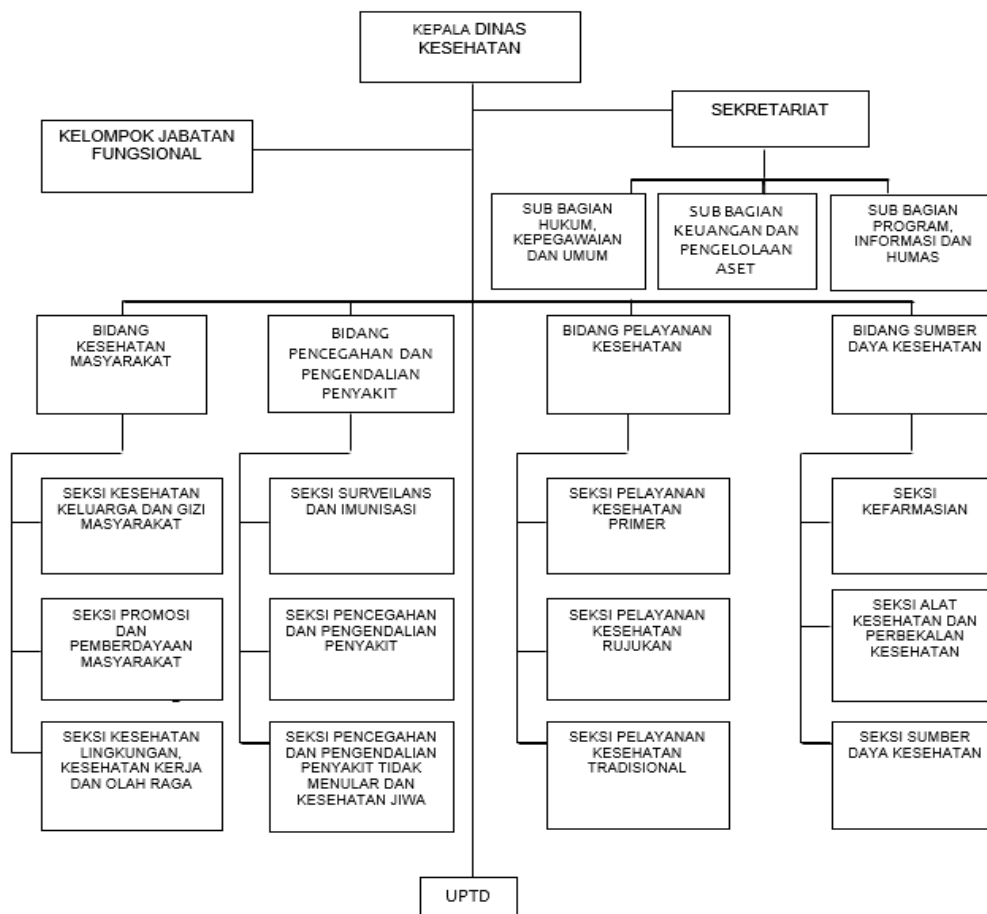 KEPALA DINAS
KESEHATAN
SEKRETARIAT
KELOMPOK JABATAN
FUNGSIONAL
SUB BAGIAN
HUKUM,
KEPEGAWAIAN
DAN UMUM
SUB BAGIAN
KEUANGAN DAN
PENGELOLAAN
ASET
SUB BAGIAN
PROGRAM,
INFORMASI DAN
HUMAS
BIDANG
KESEHATAN
MASYARAKAT
BIDANG
PENCEGAHAN DAN
PENGENDALIAN
PENYAKIT
BIDANG PELAYANAN
KESEHATAN
BIDANG SUMBER
DAYA KESEHATAN
SEKSI KESEHATAN
KELUARGA DAN GIZI
MASYARAKAT
SEKSI SURVEILANS
DAN IMUNISASI
SEKSI PELAYANAN
KESEHATAN
PRIMER
SEKSI
KEFARMASIAN
SEKSI PROMOSI
DAN
PEMBERDAYAAN
MASYARAKAT
SEKSI PENCEGAHAN
DAN PENGENDALIAN
PENYAKIT
SEKSI PELAYANAN
KESEHATAN
RUJUKAN
SEKSI ALAT
KESEHATAN DAN
PERBEKALAN
KESEHATAN
SEKSI KESEHATAN
LINGKUNGAN,
KESEHATAN KERJA
DAN OLAH RAGA
SEKSI PENCEGAHAN
DAN PENGENDALIAN
PENYAKIT TIDAK
MENULAR DAN
KESEHATAN JIWA
SEKSI PELAYANAN
KESEHATAN
TRADISIONAL
SEKSI SUMBER
DAYA KESEHATAN
UPTD